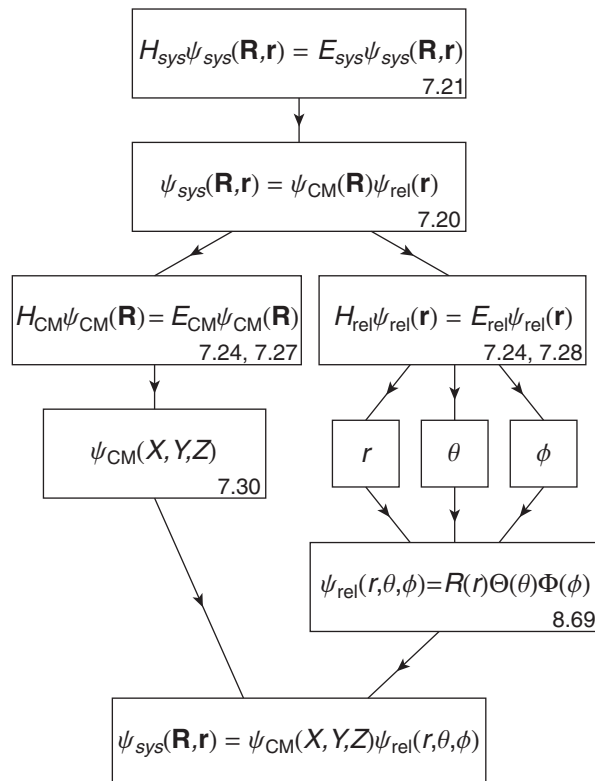 H_sys ψ_sys(R,r) = E_sys ψ_sys(R,r)
7.21
ψ_sys(R,r) = ψ_CM(R)ψ_rel(r)
7.20
H_CM ψ_CM(R) = E_CM ψ_CM(R)
7.24, 7.27
H_rel ψ_rel(r) = E_rel ψ_rel(r)
7.24, 7.28
ψ_CM(X,Y,Z)
7.30
r
θ
ϕ
ψ_rel(r,θ,ϕ)=R(r)Θ(θ)Φ(ϕ)
8.69
ψ_sys(R,r) = ψ_CM(X,Y,Z)ψ_rel(r,θ,ϕ)